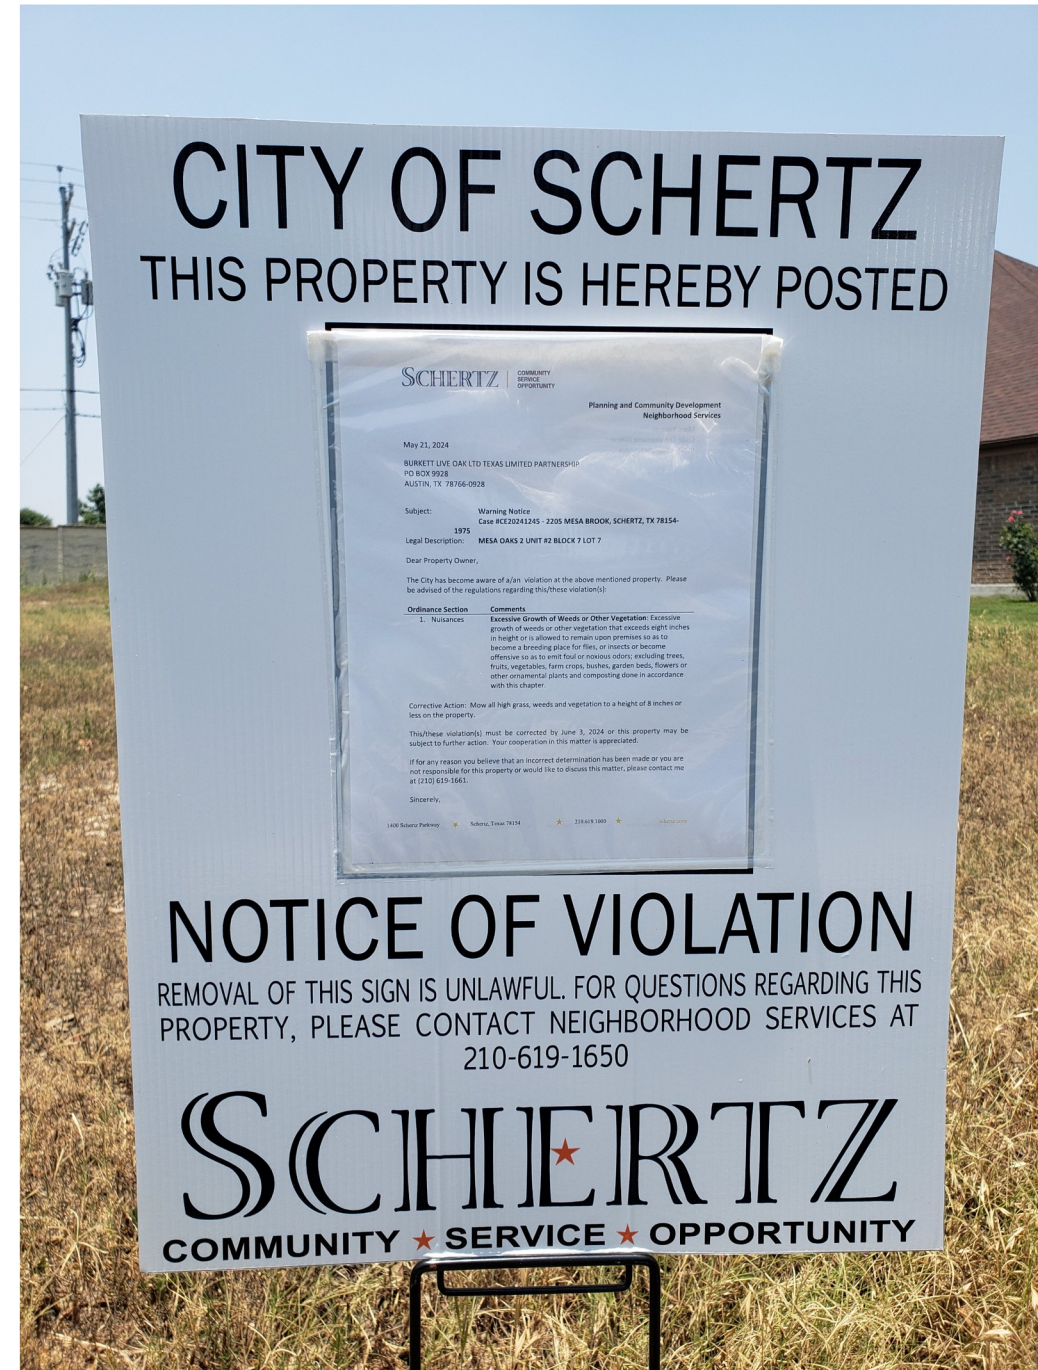 CITY OF SCHERTZ
THIS PROPERTY IS HEREBY POSTED
SCHERTZ
COMMUNITY
SERVICE
OPPORTUNITY
Planning and Community Development
Neighborhood Services
May 21, 2024
BURKETT LIVE OAK LTD TEXAS LIMITED PARTNERSHIP
PO BOX 9928
AUSTIN, TX 78766-0928
Subject: Warning Notice
Case #CE20241245 - 2205 MESA BROOK, SCHERTZ, TX 78154-
1975
Legal Description: MESA OAKS 2 UNIT #2 BLOCK 7 LOT 7
Dear Property Owner,
The City has become aware of a/an violation at the above mentioned property. Please
be advised of the regulations regarding this/these violation(s):
Ordinance Section Comments
1. Nuisances Excessive Growth of Weeds or Other Vegetation: Excessive
growth of weeds or other vegetation that exceeds eight inches
in height or is allowed to remain upon premises so as to
become a breeding place for flies, or insects or become
offensive so as to emit foul or noxious odors; excluding trees,
fruits, vegetables, farm crops, bushes, garden beds, flowers or
other ornamental plants and composting done in accordance
with this chapter.
Corrective Action: Mow all high grass, weeds and vegetation to a height of 8 inches or
less on the property.
This/these violation(s) must be corrected by June 3, 2024 or this property may be
subject to further action. Your cooperation in this matter is appreciated.
If for any reason you believe that an incorrect determination has been made or you are
not responsible for this property or would like to discuss this matter, please contact me
at (210) 619-1661.
Sincerely,
1400 Schertz Parkway ★ Schertz, Texas 78154 ★ 210.619.1000 ★ schertz.com
NOTICE OF VIOLATION
REMOVAL OF THIS SIGN IS UNLAWFUL. FOR QUESTIONS REGARDING THIS
PROPERTY, PLEASE CONTACT NEIGHBORHOOD SERVICES AT
210-619-1650
SCHERTZ
COMMUNITY ★ SERVICE ★ OPPORTUNITY